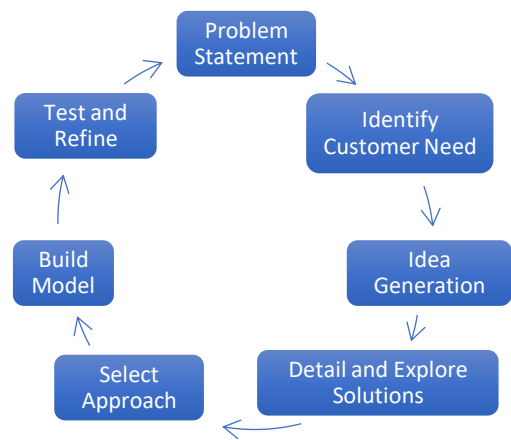 Problem
Statement
Identify
Customer Need
Idea
Generation
Detail and Explore
Solutions
Select
Approach
Build
Model
Test and
Refine